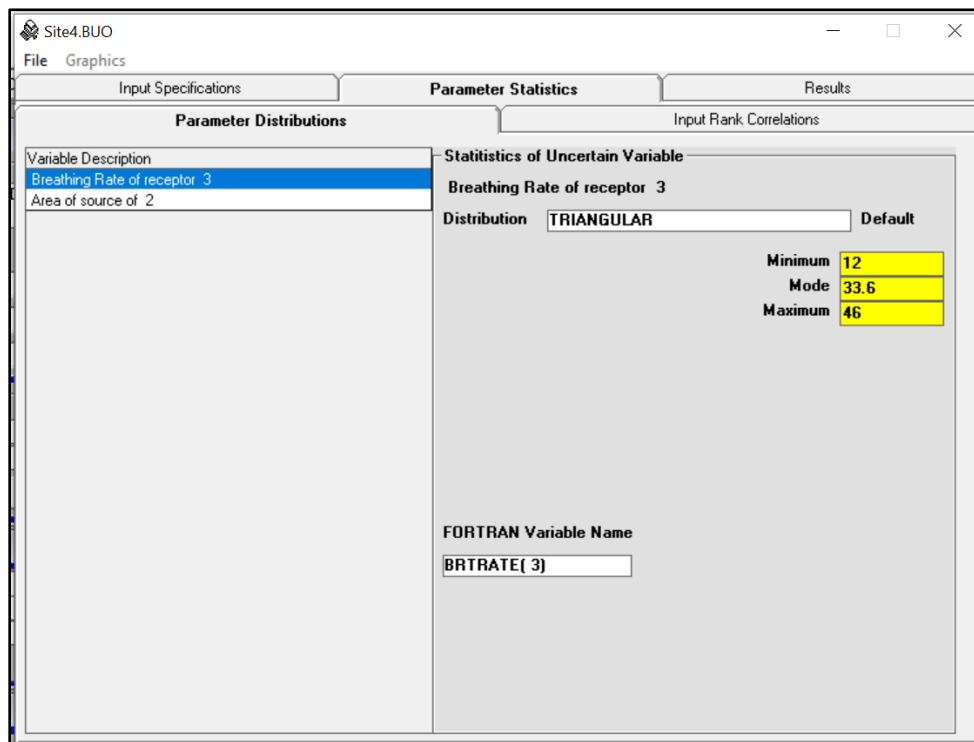 Site4.BUO
File Graphics
Input Specifications Parameter Statistics Results
Parameter Distributions Input Rank Correlations
Variable Description
Breathing Rate of receptor 3
Area of source of 2
Statitistics of Uncertain Variable
Breathing Rate of receptor 3
Distribution TRIANGULAR Default
Minimum 12
Mode 33.6
Maximum 46
FORTRAN Variable Name
BRTRATE( 3)